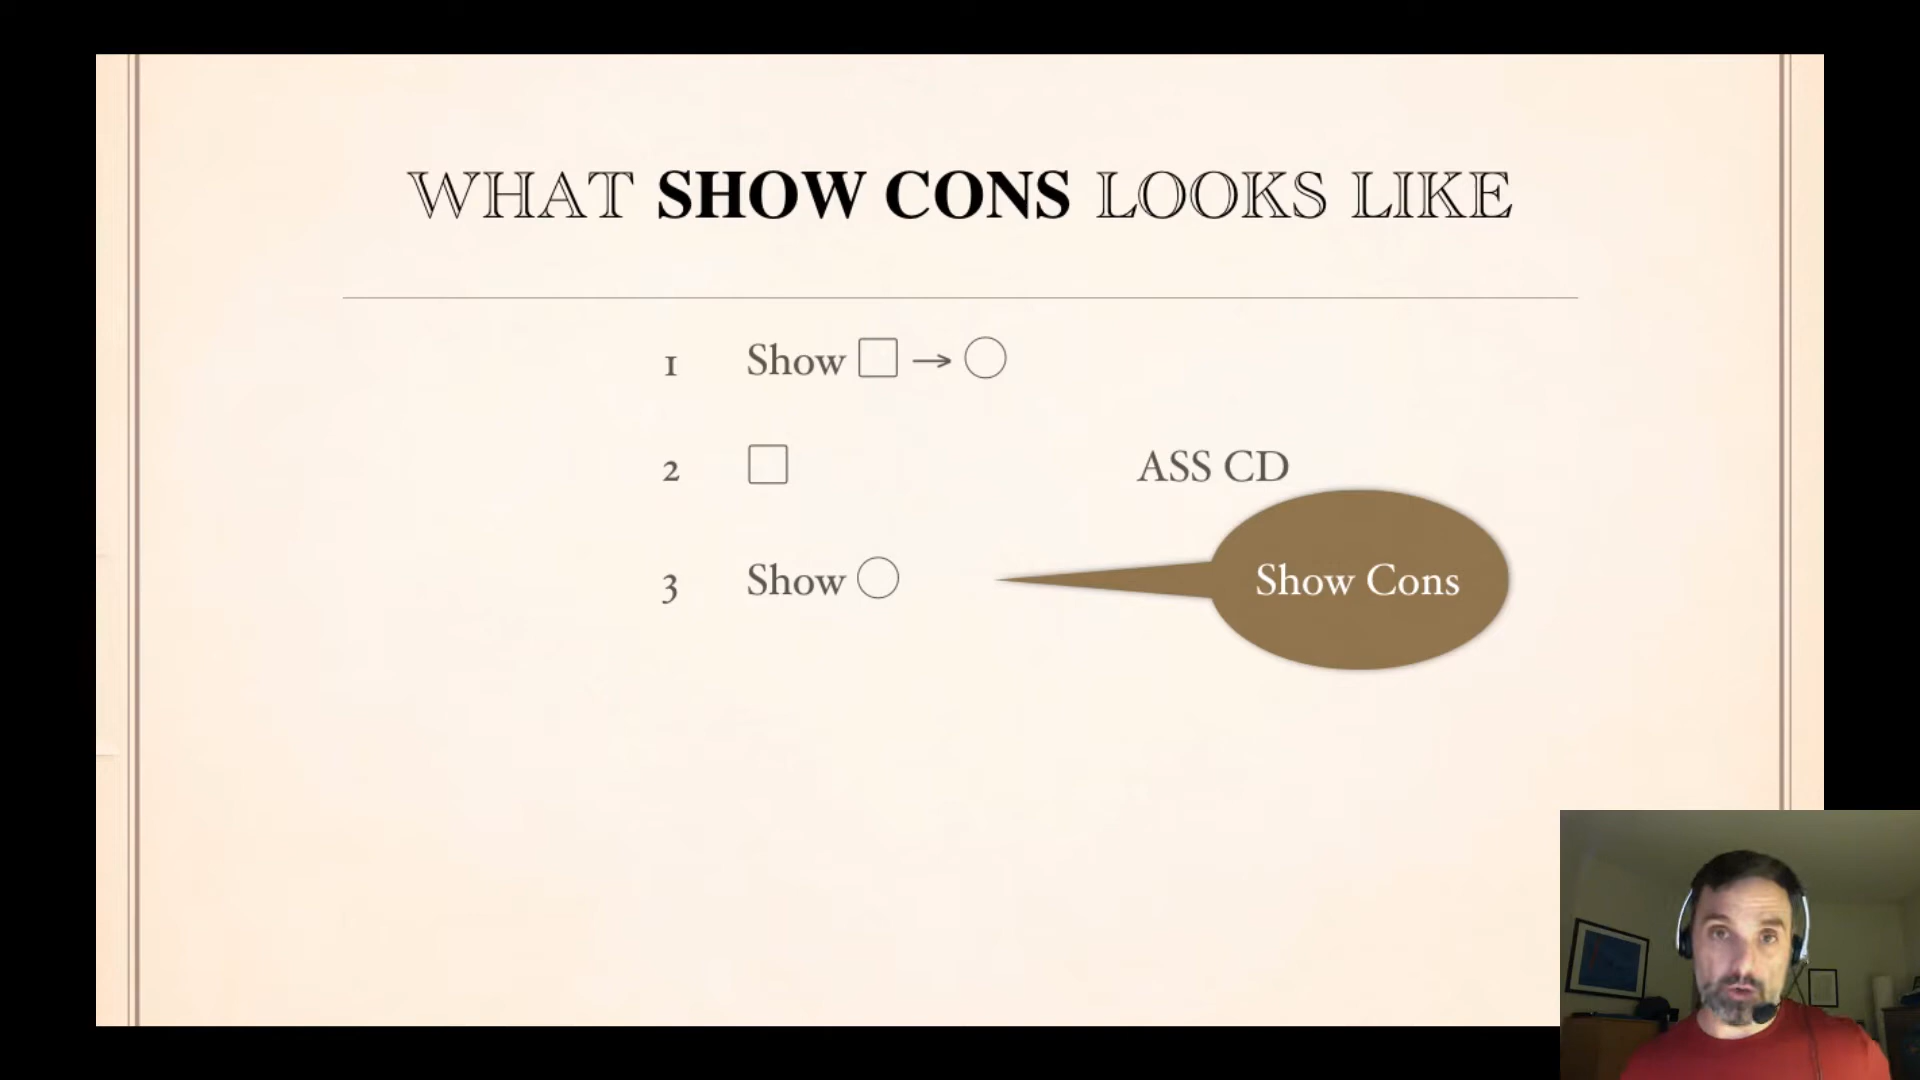 WHAT SHOW CONS LOOKS LIKE
1 Show □ → ○
2 □ ASS CD
3 Show ○ Show Cons